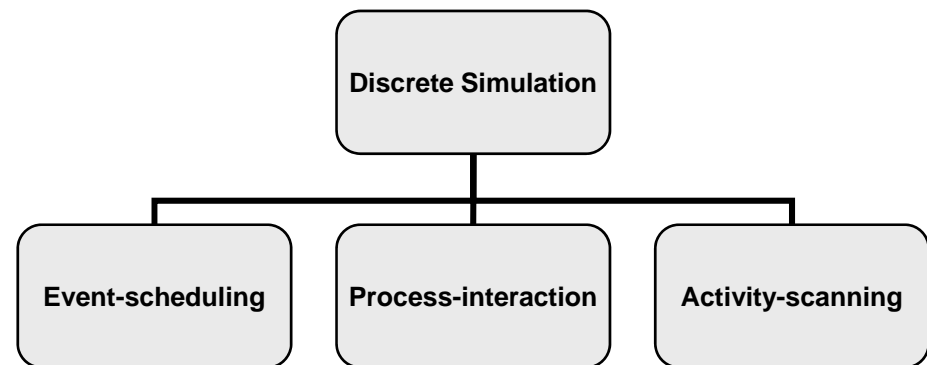 Discrete Simulation
Event-scheduling
Process-interaction
Activity-scanning